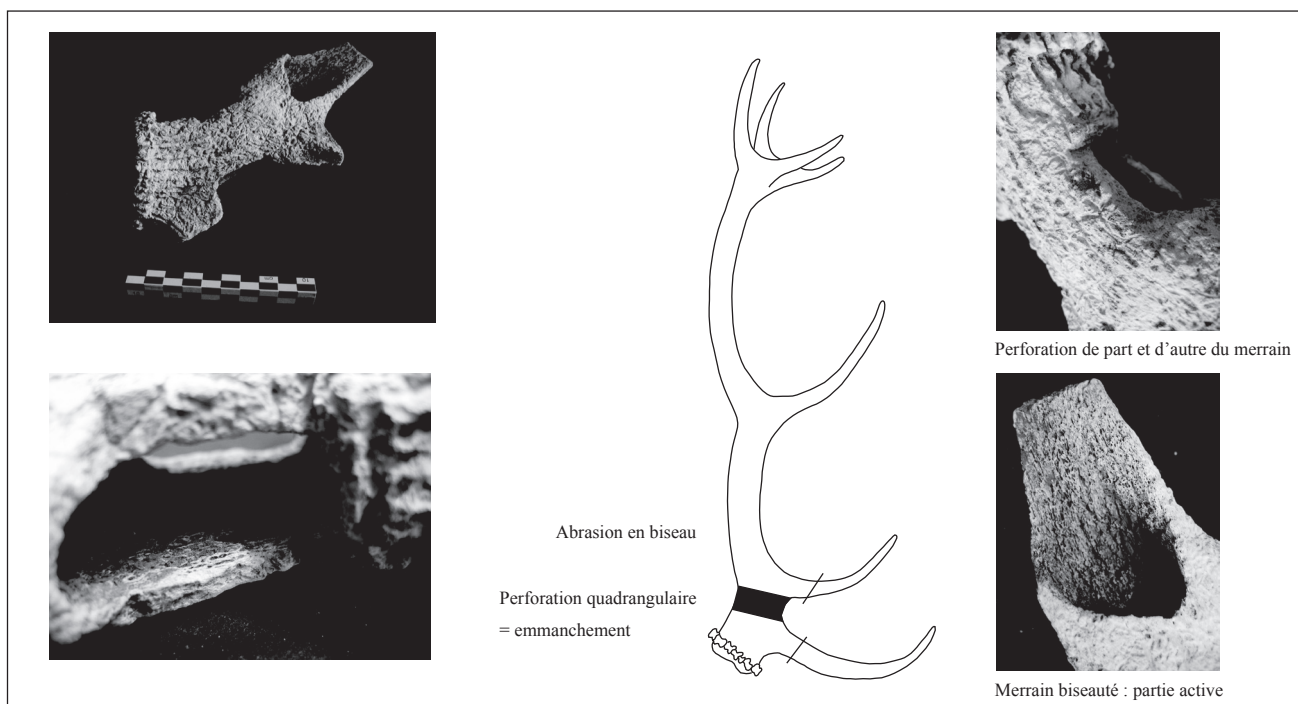 Perforation de part et d'autre du merrain
Abrasion en biseau
Perforation quadrangulaire
= emmanchement
Merrain biseauté : partie active